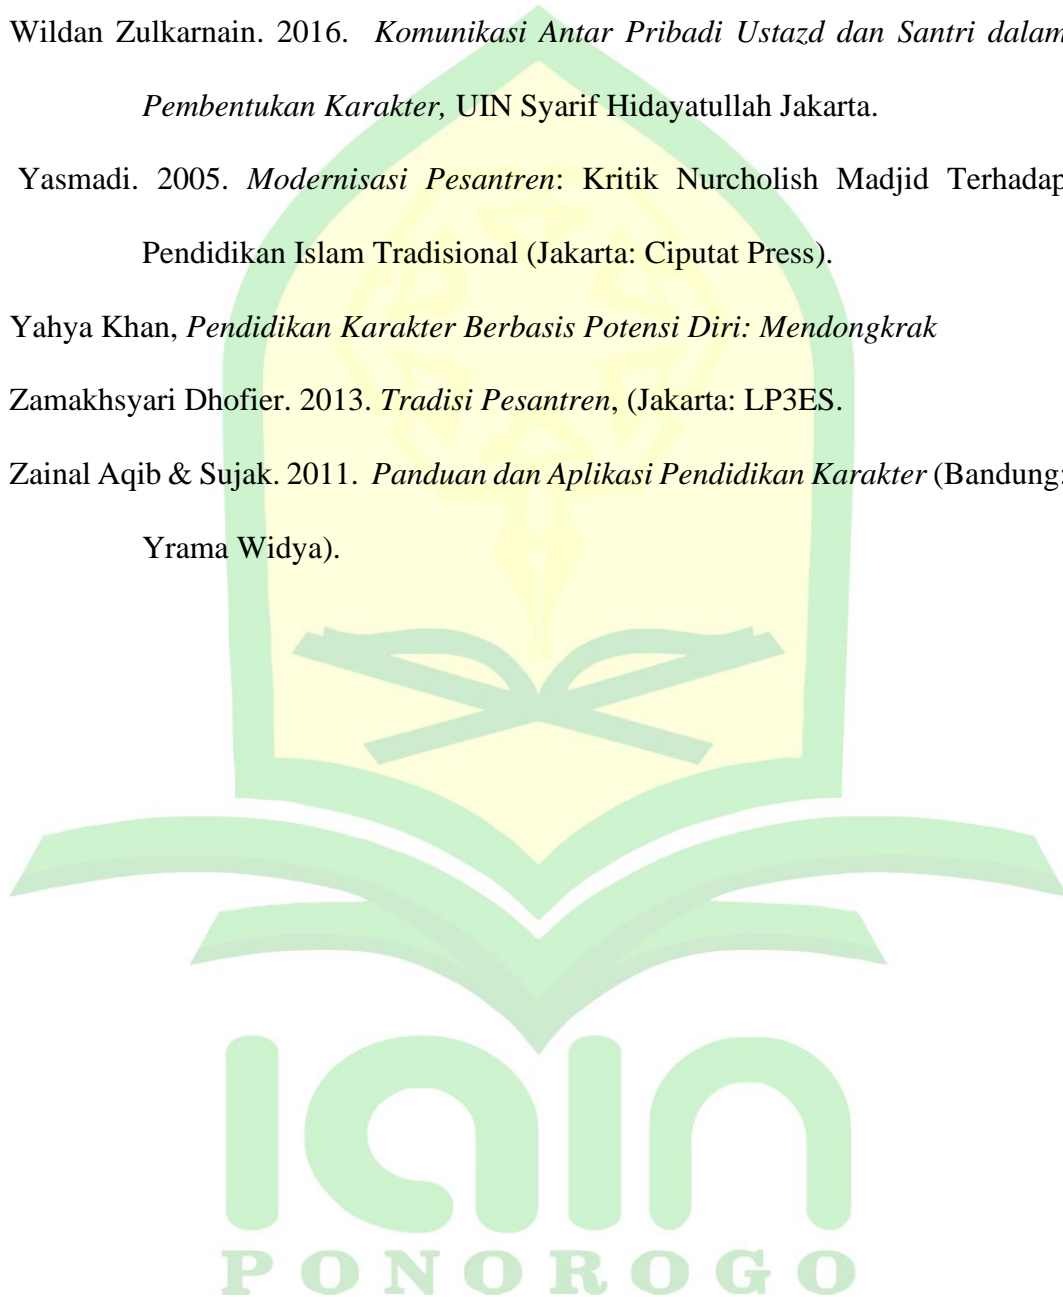 Wildan Zulkarnain. 2016. Komunikasi Antar Pribadi Ustazd dan Santri dalam
Pembentukan Karakter, UIN Syarif Hidayatullah Jakarta.
Yasmadi. 2005. Modernisasi Pesantren: Kritik Nurcholish Madjid Terhadap
Pendidikan Islam Tradisional (Jakarta: Ciputat Press).
Yahya Khan, Pendidikan Karakter Berbasis Potensi Diri: Mendongkrak
Zamakhsyari Dhofier. 2013. Tradisi Pesantren, (Jakarta: LP3ES.
Zainal Aqib & Sujak. 2011. Panduan dan Aplikasi Pendidikan Karakter (Bandung:
Yrama Widya).
iain
PONOROGO